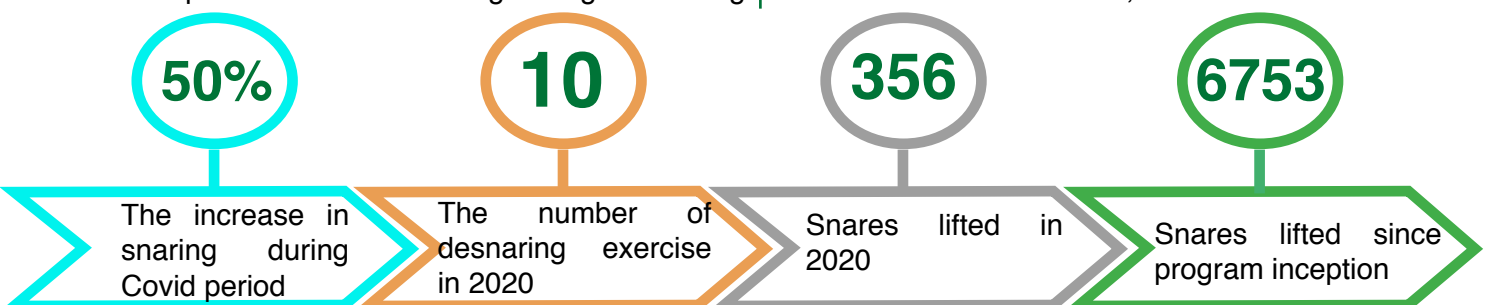 50%
10
356
6753
The increase in
snaring during
Covid period
The number of
desnaring exercise
in 2020
Snares lifted in
2020
Snares lifted since
program inception